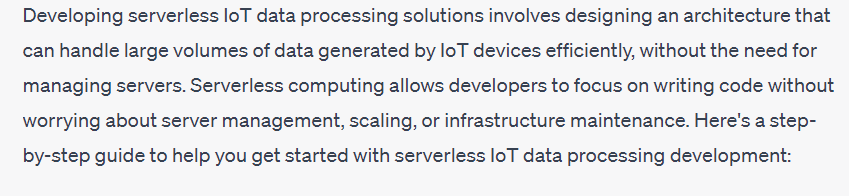 Developing serverless IoT data processing solutions involves designing an architecture that
can handle large volumes of data generated by IoT devices efficiently, without the need for
managing servers. Serverless computing allows developers to focus on writing code without
worrying about server management, scaling, or infrastructure maintenance. Here's a step-
by-step guide to help you get started with serverless IoT data processing development: